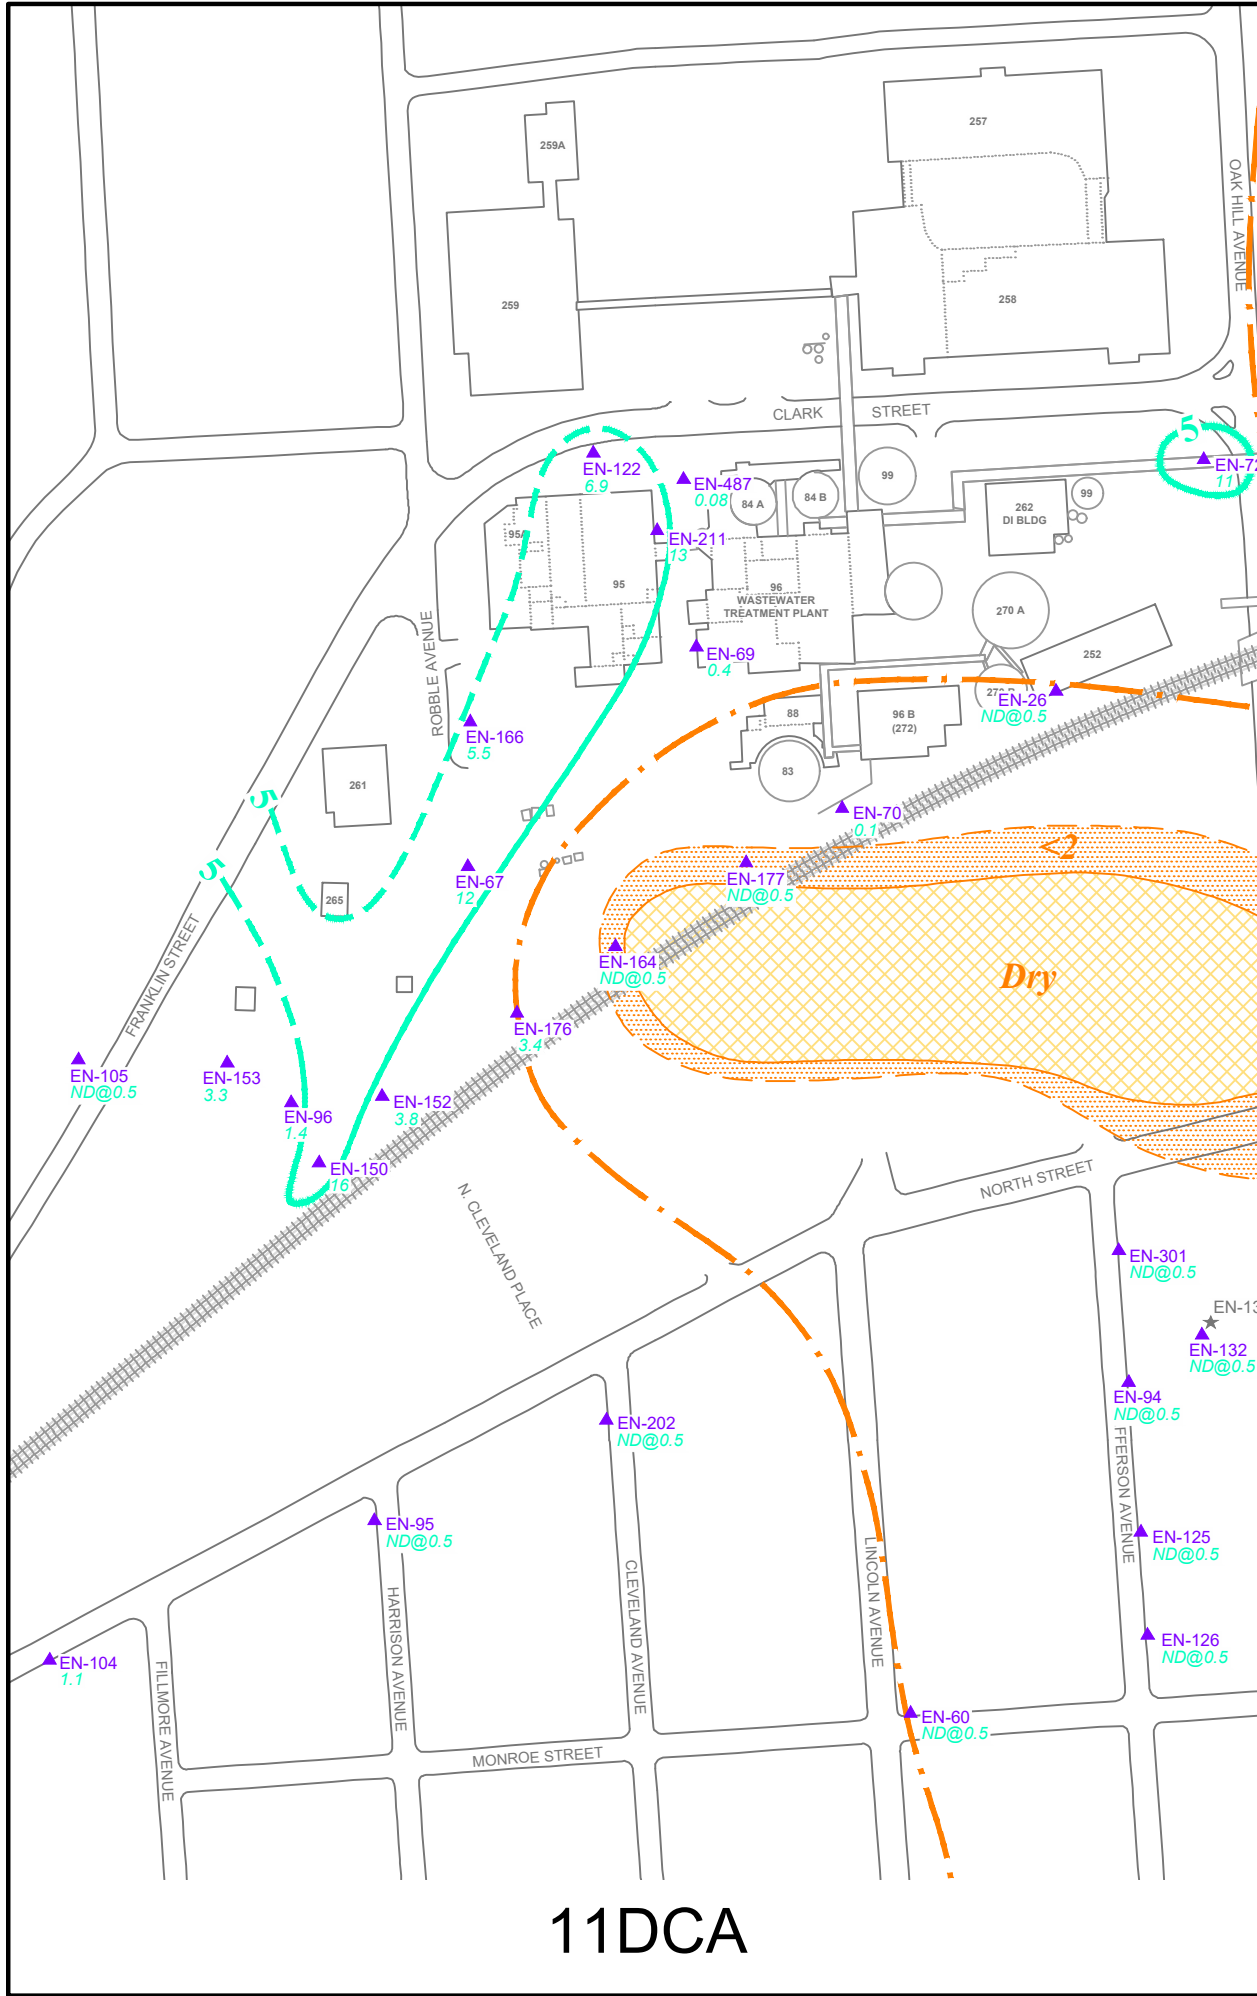 257
259A
OAK HILL AVENUE
259
258
CLARK STREET
5
EN-122
6.9
EN-72
11
EN-487
0.08
84 A
84 B
99
99
262
DI BLDG
95A
EN-211
13
95
96
WASTEWATER
TREATMENT PLANT
270 A
ROBBLE AVENUE
EN-69
0.4
252
EN-26
ND@0.5
EN-166
5.5
88
96 B
(272)
83
261
5
EN-70
0.1
<2
5
EN-67
12
EN-177
ND@0.5
265
FRANKLIN STREET
EN-164
ND@0.5
Dry
EN-176
3.4
EN-105
ND@0.5
EN-153
3.3
EN-96
1.4
EN-152
3.8
EN-150
16
NORTH STREET
N. CLEVELAND PLACE
EN-301
ND@0.5
EN-13
EN-132
ND@0.5
EN-94
ND@0.5
EN-202
ND@0.5
FFERSON AVENUE
EN-95
ND@0.5
EN-125
ND@0.5
LINCOLN AVENUE
CLEVELAND AVENUE
HARRISON AVENUE
EN-126
ND@0.5
EN-104
1.1
FILLMORE AVENUE
EN-60
ND@0.5
MONROE STREET
11DCA